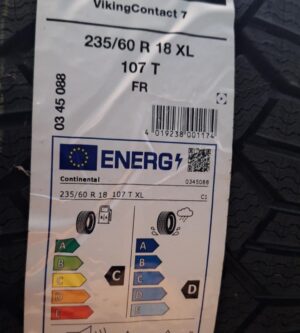 VikingContact 7
235/60 R 18 XL
107 T
FR
03 45 088
4 019238 001174
ENERG
Continental
0345088
235/60 R 18 107 T XL
C1
A
A
B
B
C
C
C
D
D
D
E
E